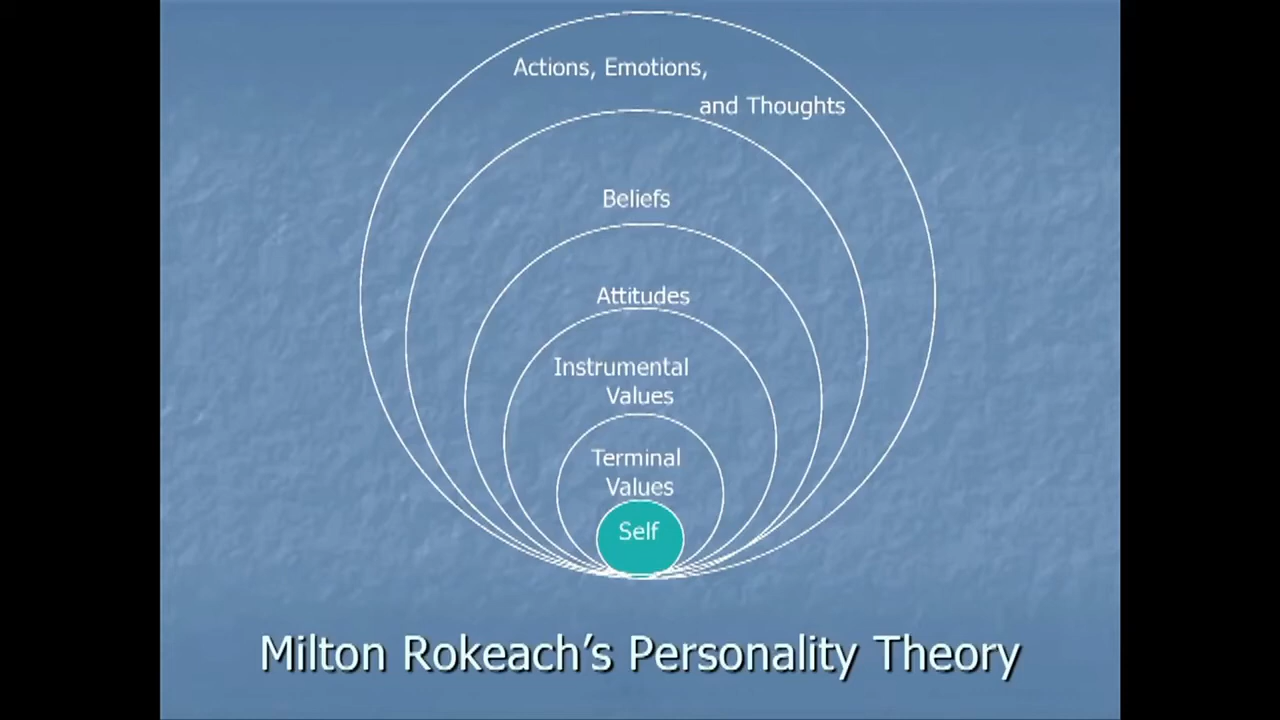 Actions, Emotions,
and Thoughts
Beliefs
Attitudes
Instrumental
Values
Terminal
Values
Self
Milton Rokeach’s Personality Theory